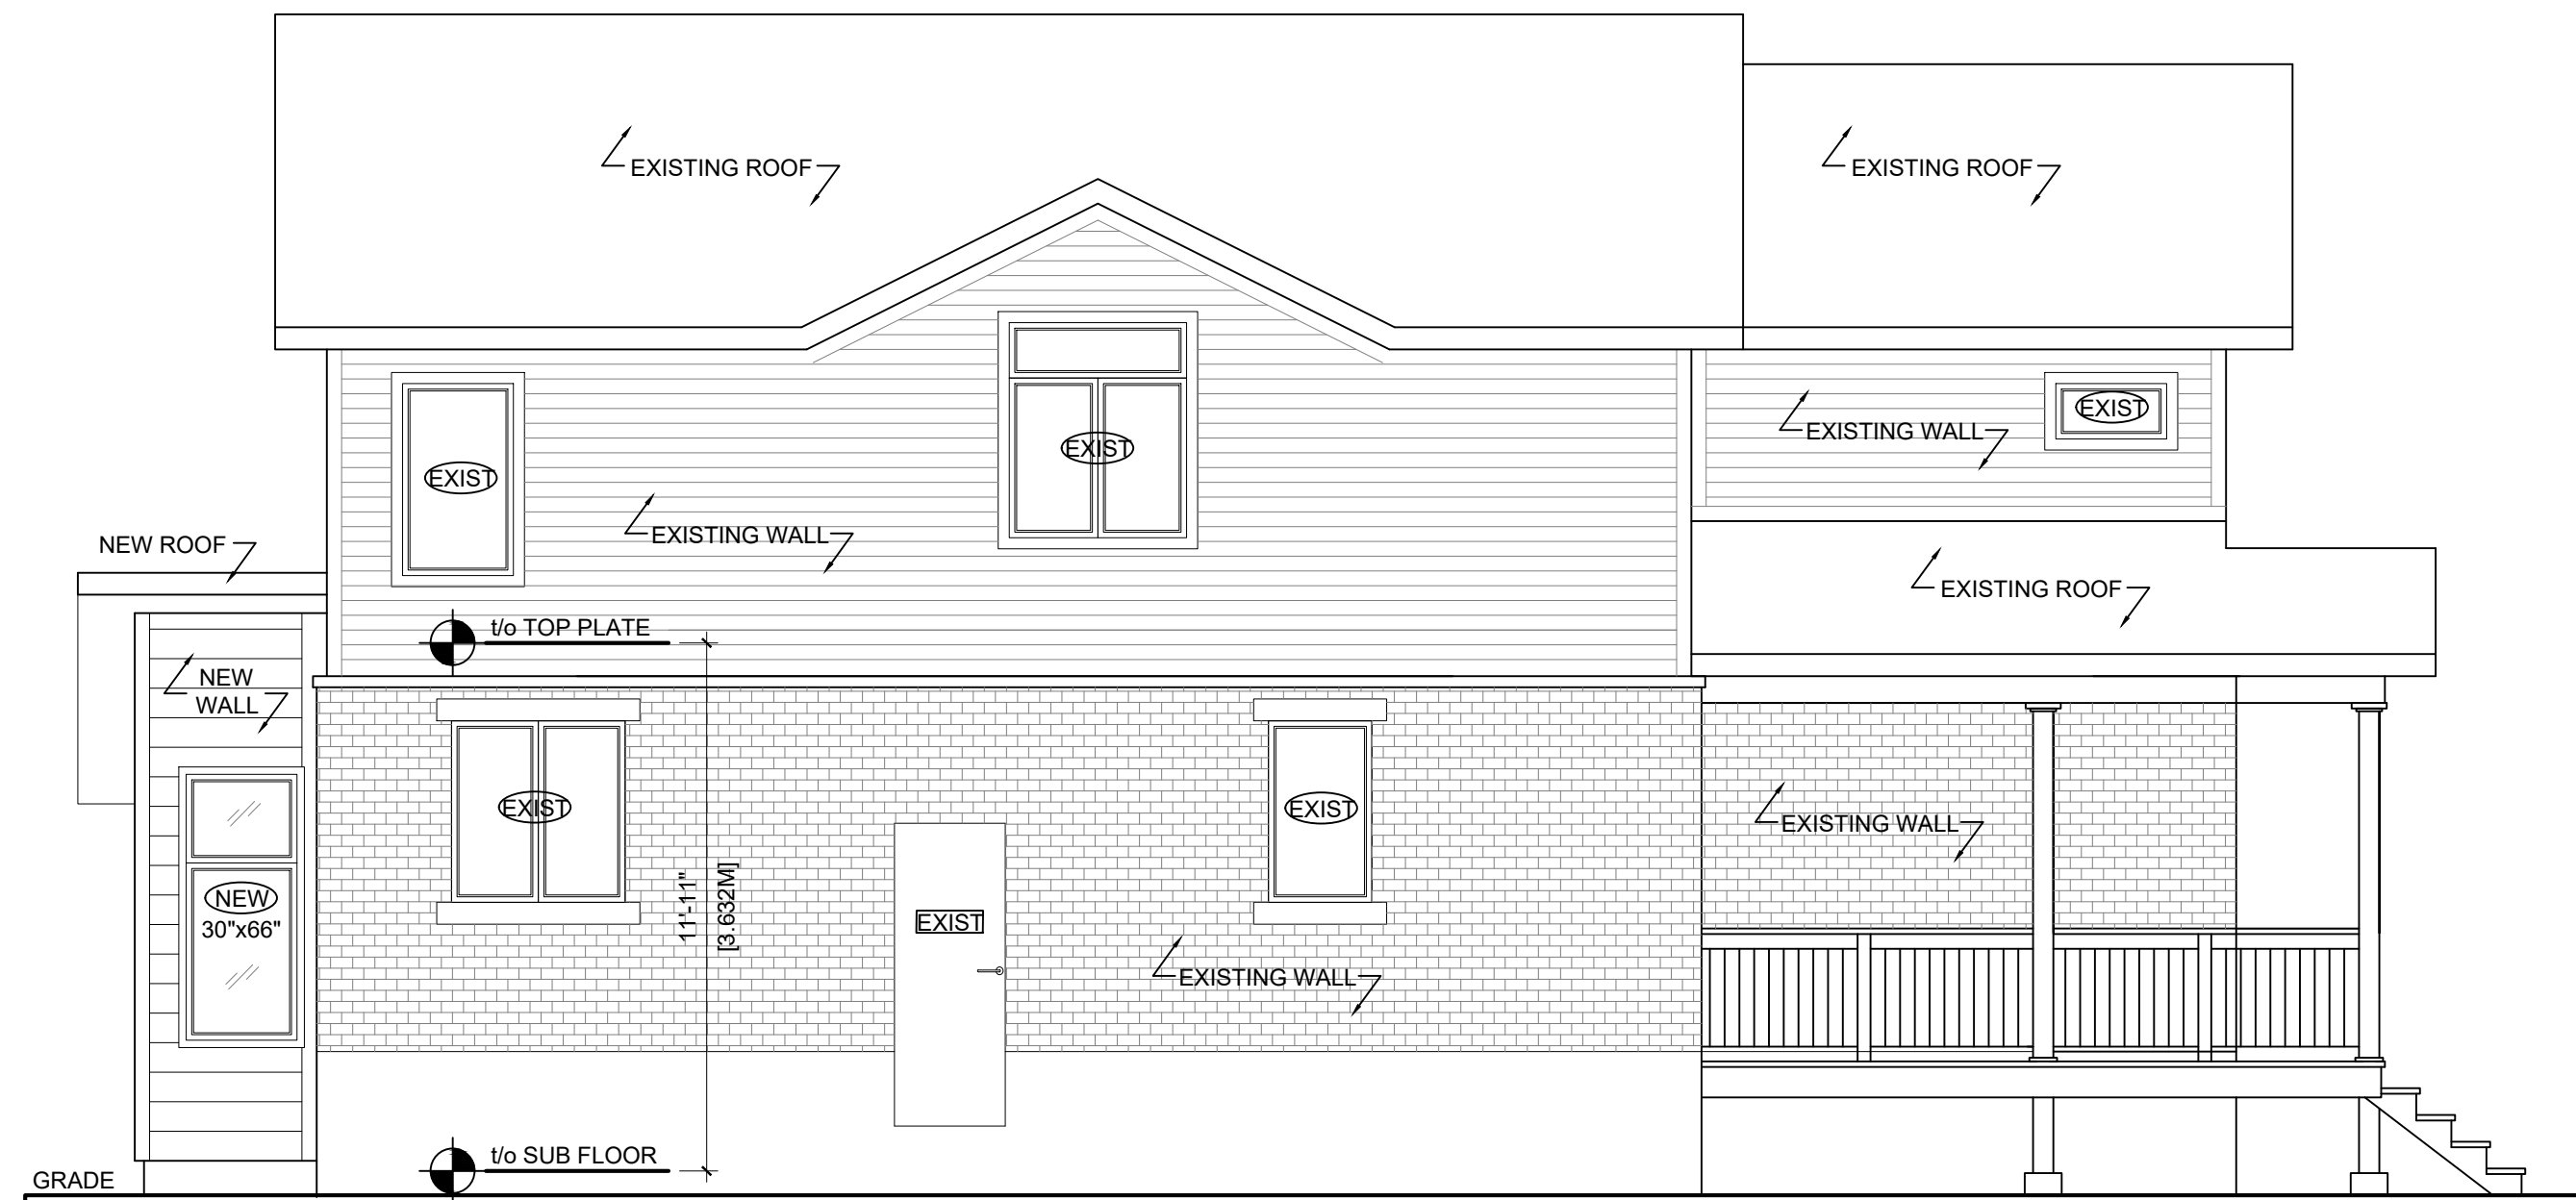 EXISTING ROOF
EXISTING ROOF
EXIST
EXIST
EXIST
EXISTING WALL
EXISTING WALL
NEW ROOF
EXISTING ROOF
t/o TOP PLATE
NEW
WALL
EXIST
EXIST
EXISTING WALL
NEW
30"x66"
11'-11"
[3.632M]
EXIST
EXISTING WALL
t/o SUB FLOOR
GRADE